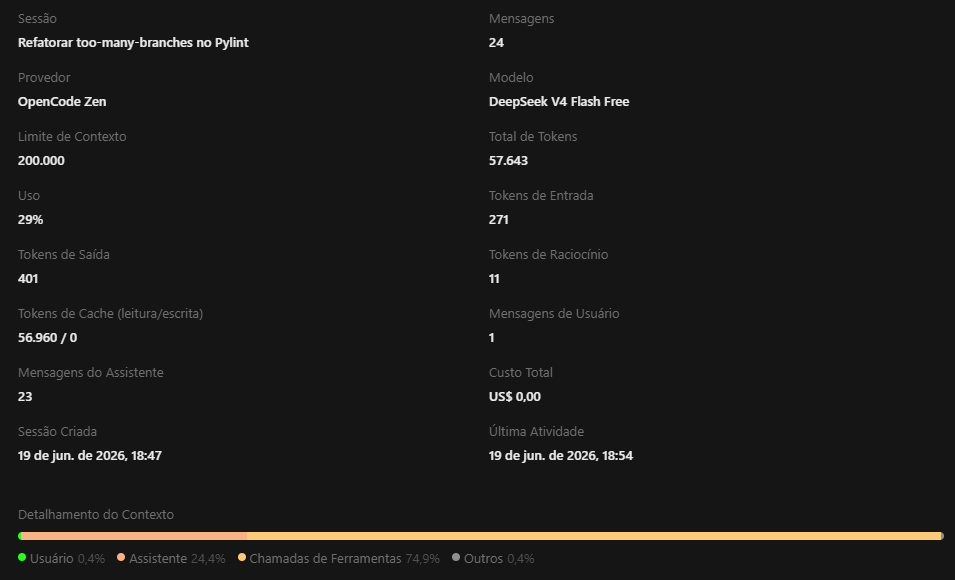 Sessão
Mensagens
Refatorar too-many-branches no Pylint
24
Provedor
Modelo
OpenCode Zen
DeepSeek V4 Flash Free
Limite de Contexto
Total de Tokens
200.000
57.643
Uso
Tokens de Entrada
29%
271
Tokens de Saída
Tokens de Raciocínio
401
11
Tokens de Cache (leitura/escrita)
Mensagens de Usuário
56.960 / 0
1
Mensagens do Assistente
Custo Total
23
US$ 0,00
Sessão Criada
Última Atividade
19 de jun. de 2026, 18:47
19 de jun. de 2026, 18:54
Detalhamento do Contexto
Usuário 0,4% Assistente 24,4% Chamadas de Ferramentas 74,9% Outros 0,4%